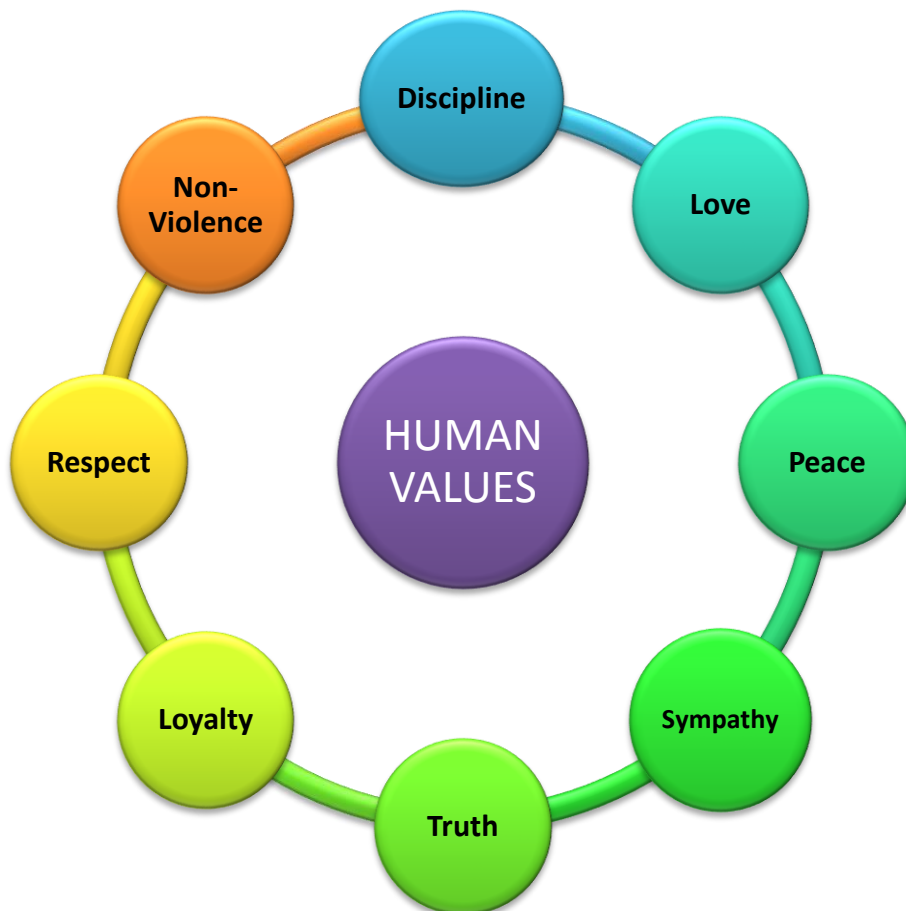 Discipline
Love
Peace
Sympathy
Truth
Loyalty
Respect
Non-
Violence
HUMAN
VALUES